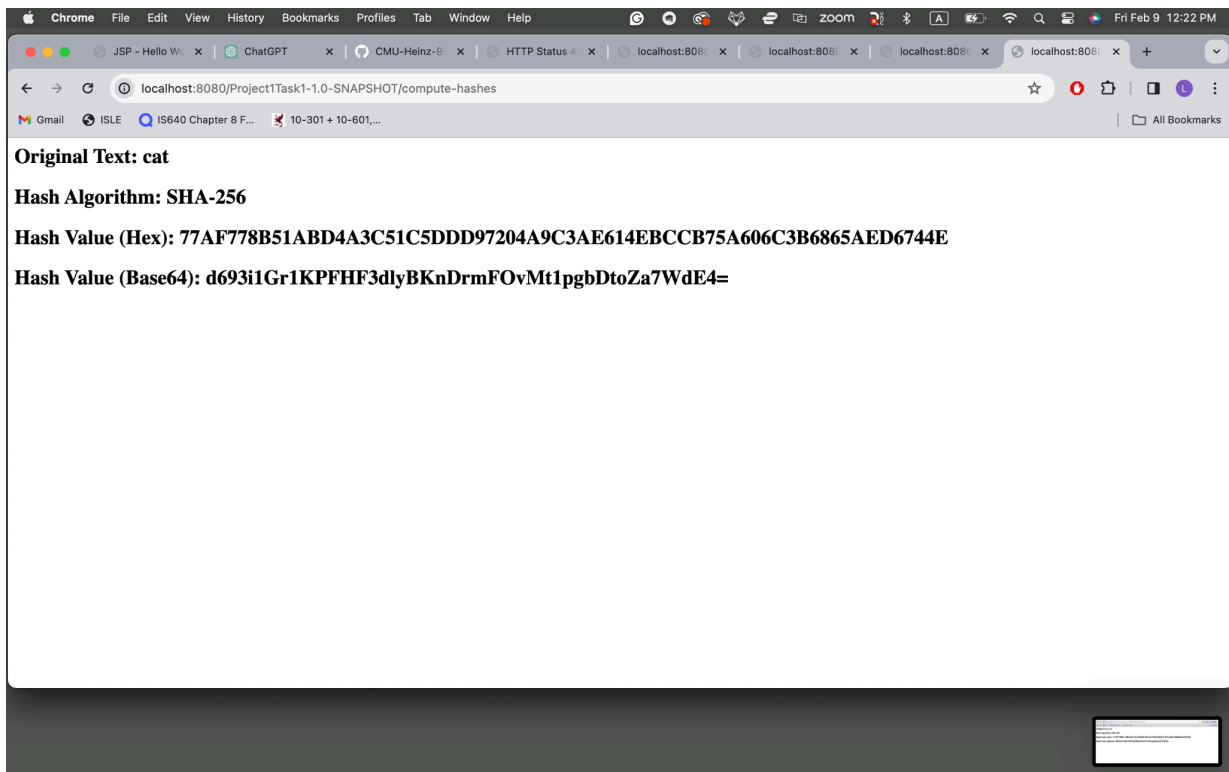 Chrome File Edit View History Bookmarks Profiles Tab Window Help zoom A Fri Feb 9 12:22 PM
JSP - Hello Wo ChatGPT CMU-Heinz-9 HTTP Status 4 localhost:808 localhost:808 localhost:808 localhost:808
localhost:8080/Project1Task1-1.0-SNAPSHOT/compute-hashes L
Gmail ISLE IS640 Chapter 8 F... 10-301 + 10-601,... All Bookmarks
Original Text: cat
Hash Algorithm: SHA-256
Hash Value (Hex): 77AF778B51ABD4A3C51C5DDD97204A9C3AE614EBCCB75A606C3B6865AED6744E
Hash Value (Base64): d693i1Gr1KPFHF3dlyBKnDrmFOvMt1pgbDtoZa7WdE4=